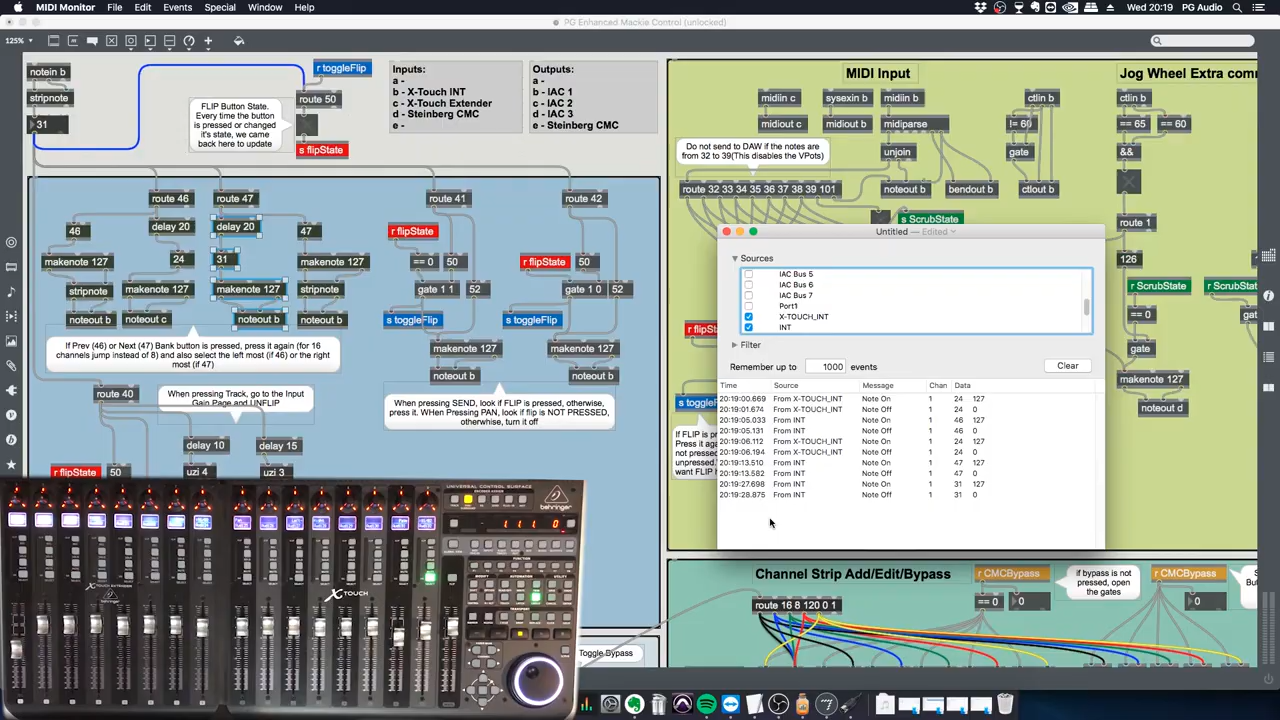 MIDI Monitor File Edit Events Special Window Help
Wed 20:19 PG Audio
PG Enhanced Mackie Control (unlocked)
125%
notein b
stripnote
31
r toggleFlip
route 50
s flipState
FLIP Button State.
Every time the button
is pressed or changed
it's state, we came
back here to update
Inputs:
a -
b - X-Touch INT
c - X-Touch Extender
d - Steinberg CMC
e -
Outputs:
b - IAC 1
c - IAC 2
d - IAC 3
e - Steinberg CMC
MIDI Input
Jog Wheel Extra comm
midiin c
sysexin b
midiin b
ctlin b
ctlin b
midiout c
midiout b
midiparse
!= 60
== 65
== 60
Do not send to DAW if the notes are
from 32 to 39(This disables the VPots)
unjoin
gate
&&
route 32 33 34 35 36 37 38 39 101
noteout b
bendout b
ctlout b
s ScrubState
route 1
126
r ScrubState
r ScrubState
== 0
gate
gate
makenote 127
noteout d
route 46
route 47
route 41
route 42
46
delay 20
delay 20
47
r flipState
24
31
== 0
50
r flipState
50
makenote 127
makenote 127
makenote 127
makenote 127
stripnote
stripnote
gate 1 1
52
gate 1 0
52
noteout b
noteout c
noteout b
noteout b
s toggleFlip
s toggleFlip
makenote 127
makenote 127
noteout b
noteout b
If Prev (46) or Next (47) Bank button is pressed, press it again (for 16
channels jump instead of 8) and also select the left most (if 46) or the right
most (if 47)
When pressing SEND, look if FLIP is pressed, otherwise,
press it. WHen Pressing PAN, look if flip is NOT PRESSED,
otherwhise, turn it off
route 40
When pressing Track, go to the Input
Gain Page and UNFLIP
delay 10
delay 15
r flipState
50
uzi 4
uzi 3
Untitled — Edited
Sources
IAC Bus 5
IAC Bus 6
IAC Bus 7
Port1
X-TOUCH_INT
INT
Filter
Remember up to 1000 events
Clear
Time Source Message Chan Data
20:19:00.669 From X-TOUCH_INT Note On 1 24 127
20:19:01.674 From X-TOUCH_INT Note Off 1 24 0
20:19:05.033 From INT Note On 1 46 127
20:19:05.131 From INT Note Off 1 46 0
20:19:06.112 From X-TOUCH_INT Note On 1 24 127
20:19:06.194 From X-TOUCH_INT Note Off 1 24 0
20:19:13.510 From INT Note On 1 47 127
20:19:13.582 From INT Note Off 1 47 0
20:19:27.698 From INT Note On 1 31 127
20:19:28.875 From INT Note Off 1 31 0
UNIVERSAL CONTROL SURFACE
behringer
X-TOUCH EXTENDER
behringer
X-TOUCH
Channel Strip Add/Edit/Bypass
r CMCBypass
if bypass is not
pressed, open
the gates
r CMCBypass
== 0
0
0
route 16 8 120 0 1
Toggle Bypass